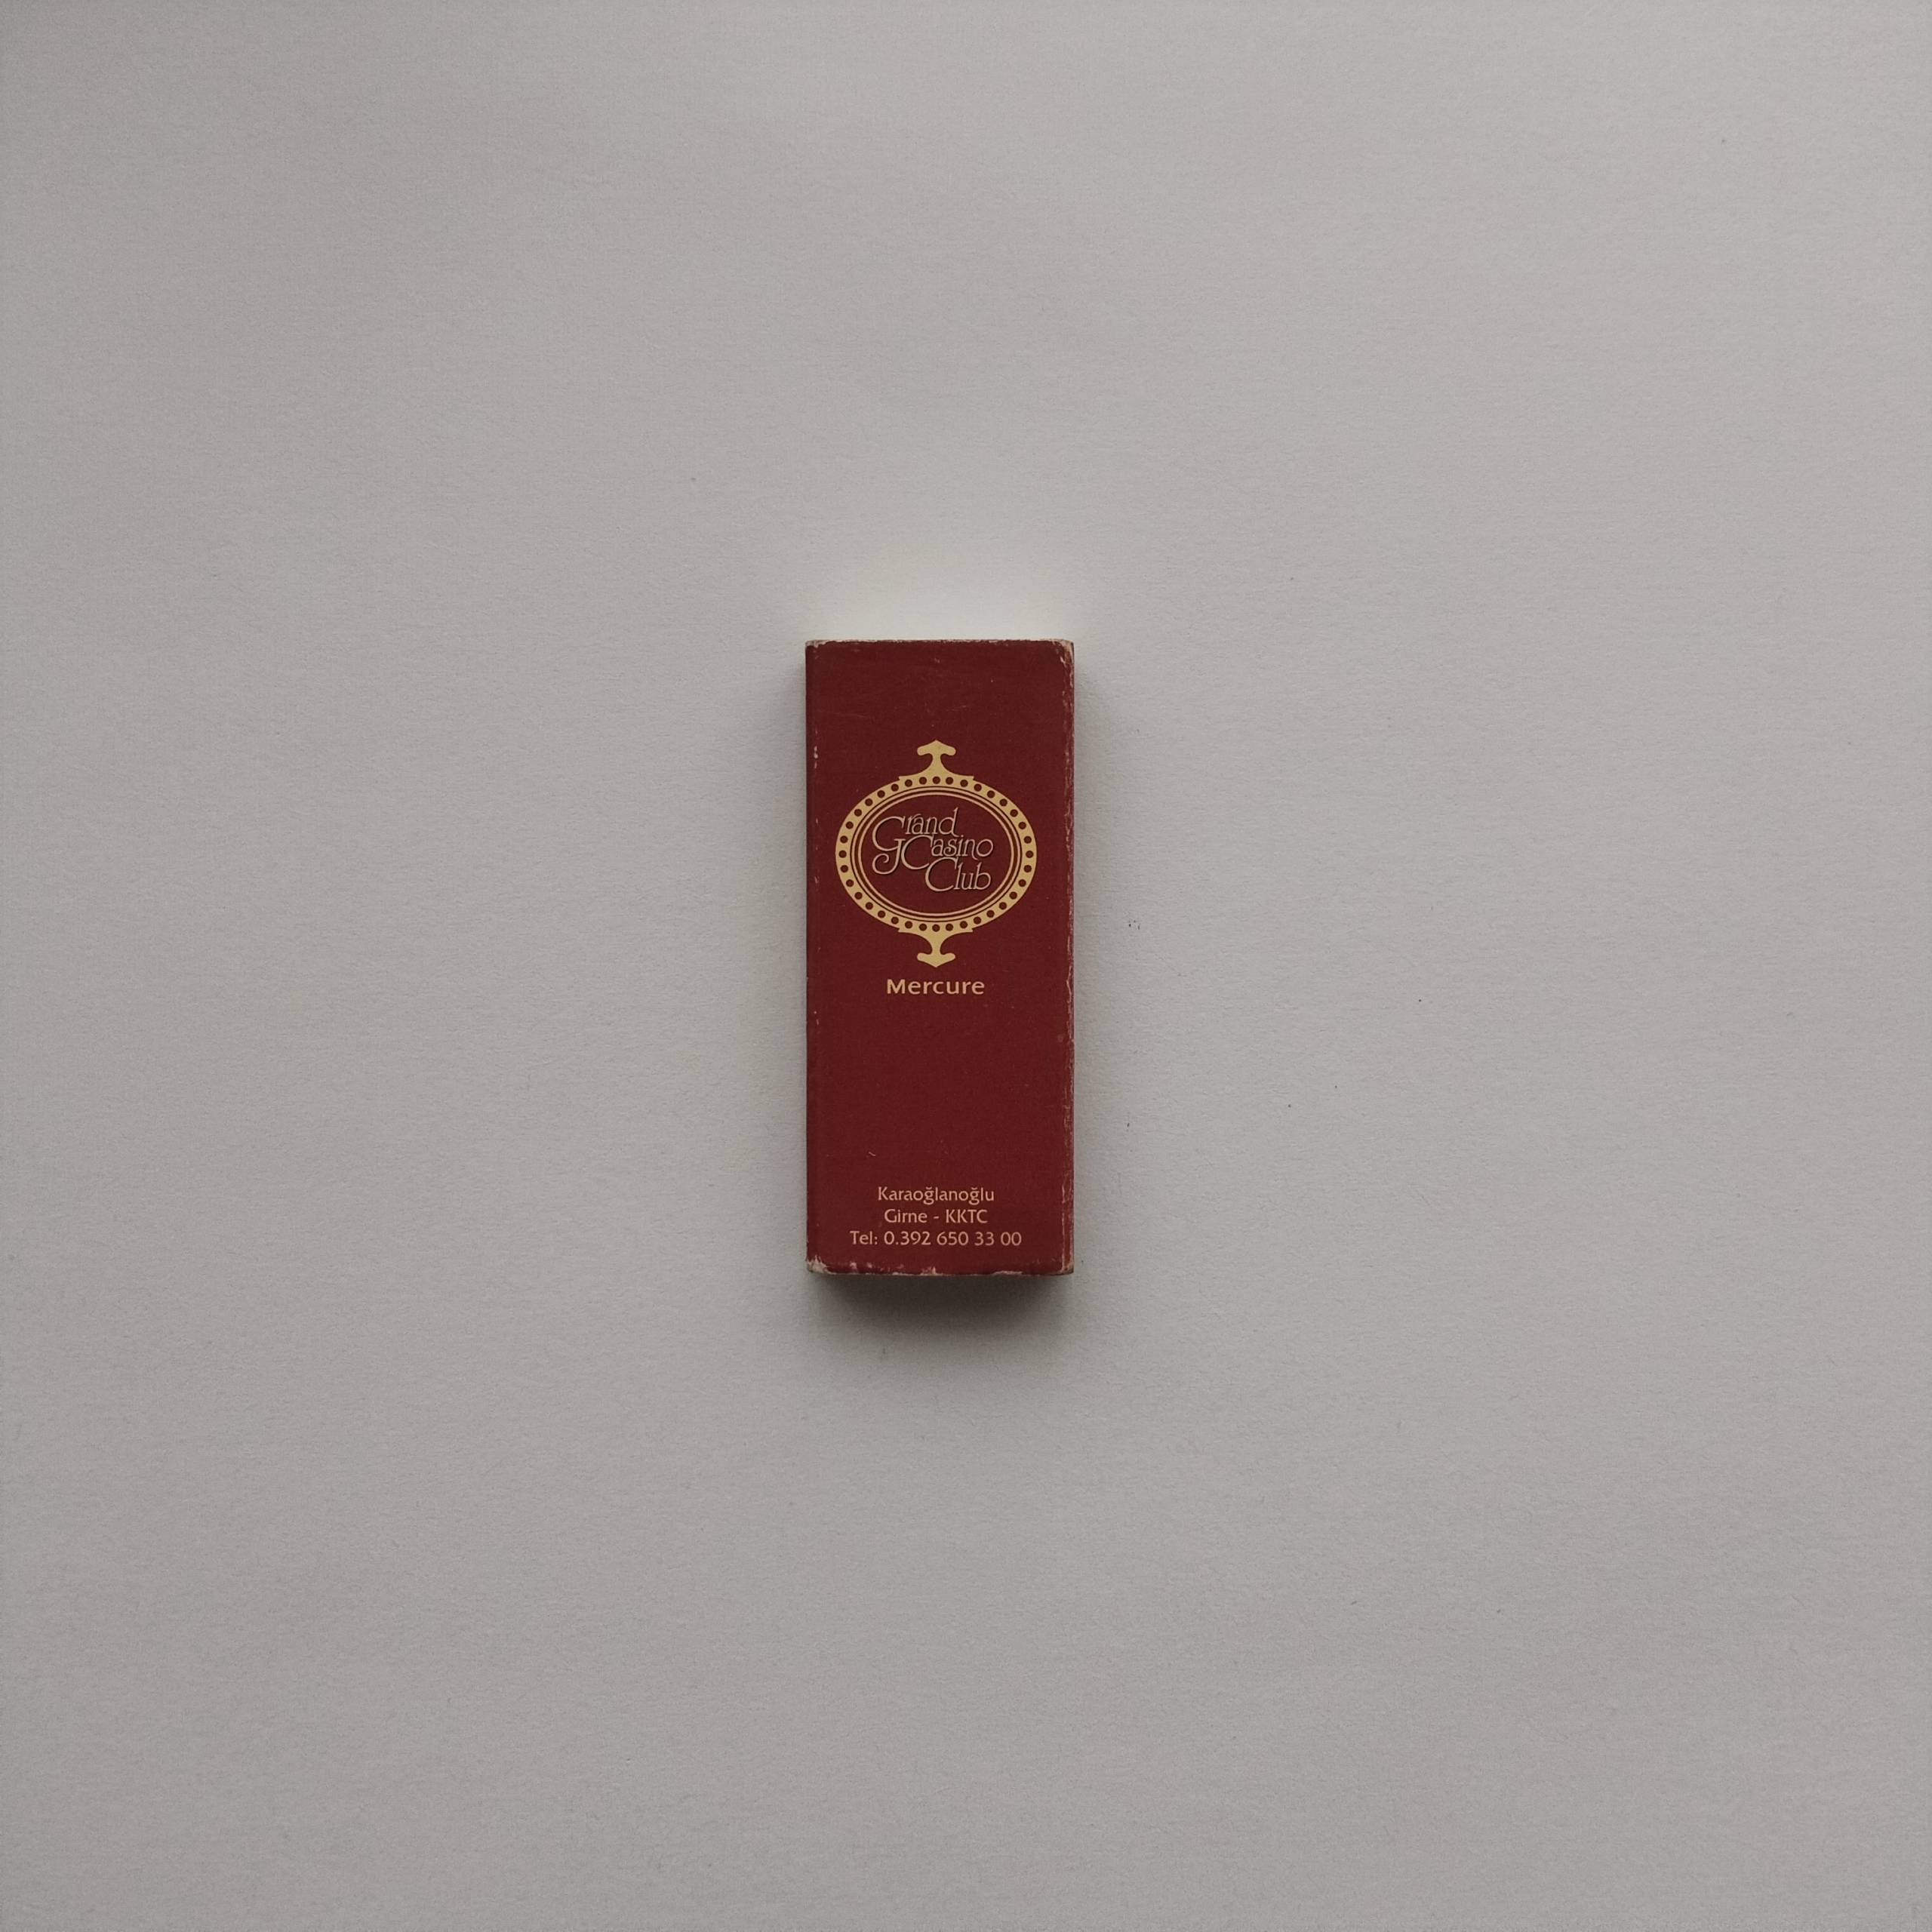 Grand
Casino
Club
Mercure
Karaoğlanoğlu
Girne - KKTC
Tel: 0.392 650 33 00